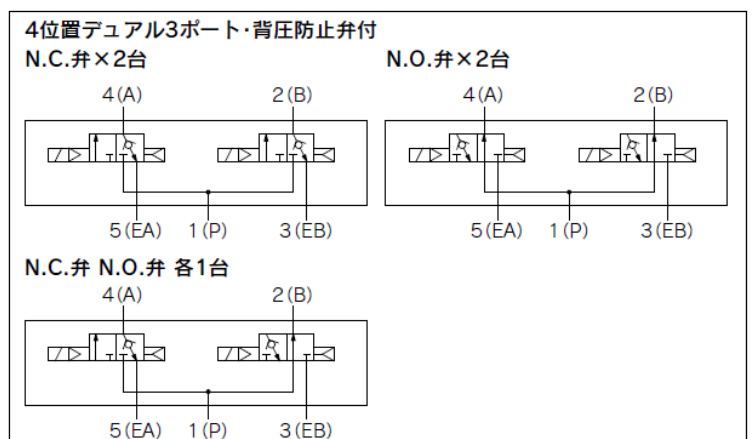 4位置デュアル3ポート・背圧防止弁付
N.C.弁×2台
4(A) 2(B)
5(EA) 1(P) 3(EB)
N.O.弁×2台
4(A) 2(B)
5(EA) 1(P) 3(EB)
N.C.弁 N.O.弁 各1台
4(A) 2(B)
5(EA) 1(P) 3(EB)